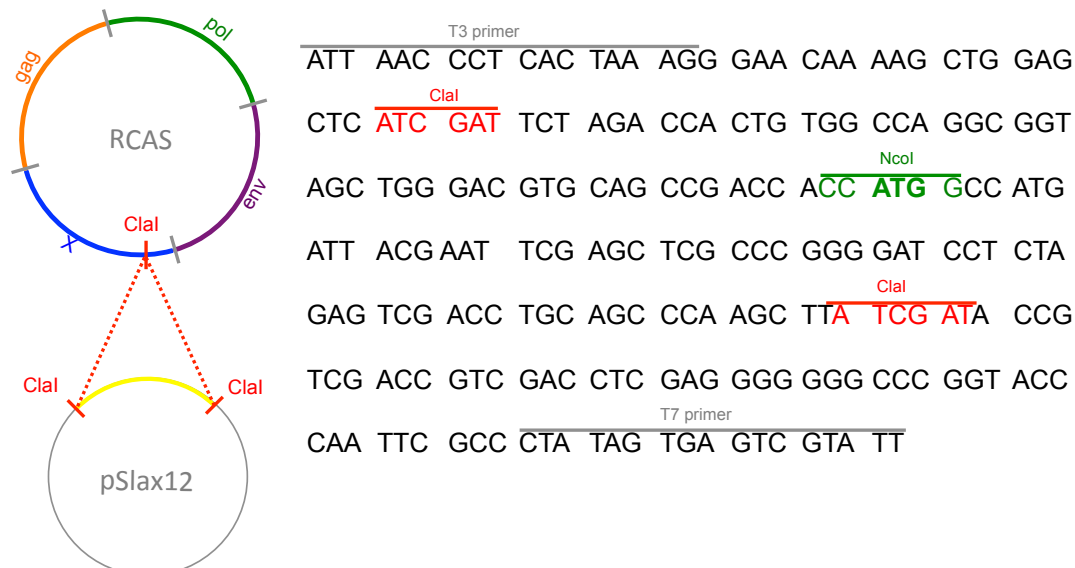 gag
pol
RCAS
env
X
ClaI
ClaI
ClaI
pSlax12
T3 primer
ATT AAC CCT CAC TAA AGG GAA CAA AAG CTG GAG
ClaI
CTC ATC GAT TCT AGA CCA CTG TGG CCA GGC GGT
NcoI
AGC TGG GAC GTG CAG CCG ACC ACC ATG GCC ATG
ATT ACG AAT TCG AGC TCG CCC GGG GAT CCT CTA
ClaI
GAG TCG ACC TGC AGC CCA AGC TTA TCG ATA CCG
TCG ACC GTC GAC CTC GAG GGG GGG CCC GGT ACC
T7 primer
CAA TTC GCC CTA TAG TGA GTC GTA TT